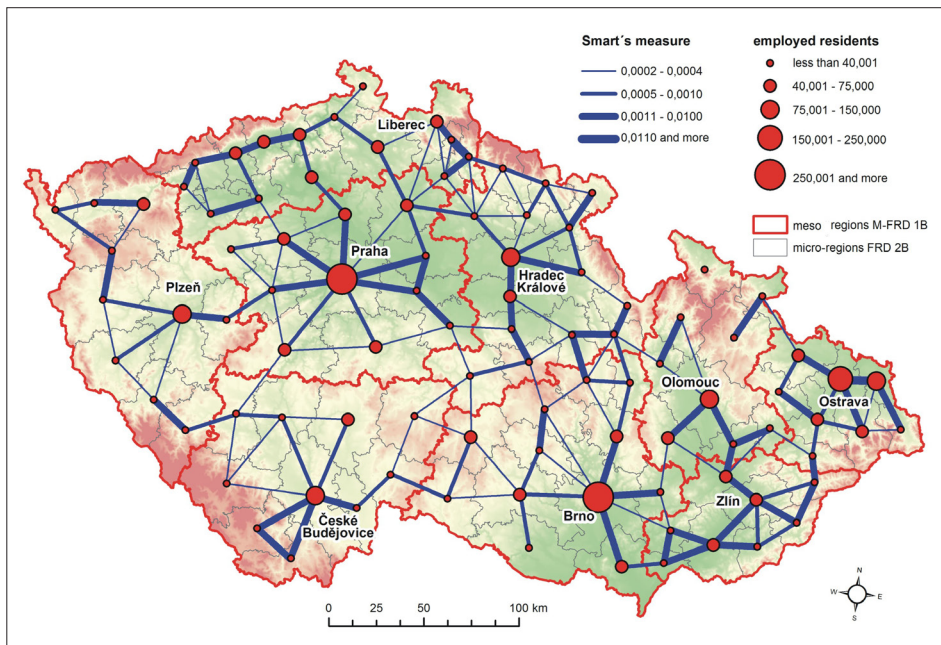 Smart´s measure
0,0002 - 0,0004
0,0005 - 0,0010
0,0011 - 0,0100
0,0110 and more
employed residents
less than 40,001
40,001 - 75,000
75,001 - 150,000
150,001 - 250,000
250,001 and more
meso regions M-FRD 1B
micro-regions FRD 2B
Liberec
Praha
Hradec
Králové
Plzeň
Olomouc
Ostrava
Zlín
Brno
České
Budějovice
0 25 50 100 km
N
W E
S